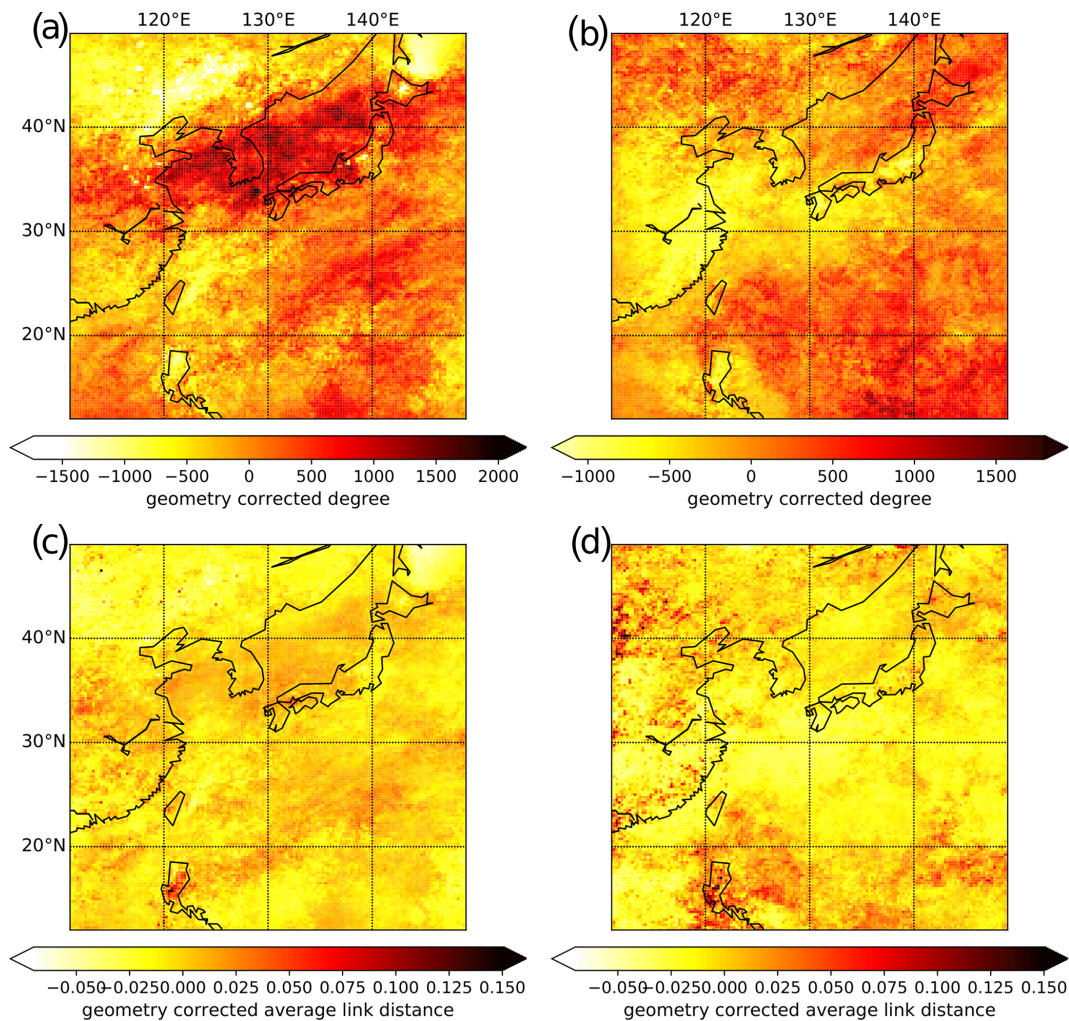 (a) 120°E 130°E 140°E
(b) 120°E 130°E 140°E
40°N
30°N
20°N
−1500 −1000 −500 0 500 1000 1500 2000
geometry corrected degree
−1000 −500 0 500 1000 1500
geometry corrected degree
(c)
(d)
40°N
30°N
20°N
−0.050 −0.025 0.000 0.025 0.050 0.075 0.100 0.125 0.150
geometry corrected average link distance
−0.050 −0.025 0.000 0.025 0.050 0.075 0.100 0.125 0.150
geometry corrected average link distance